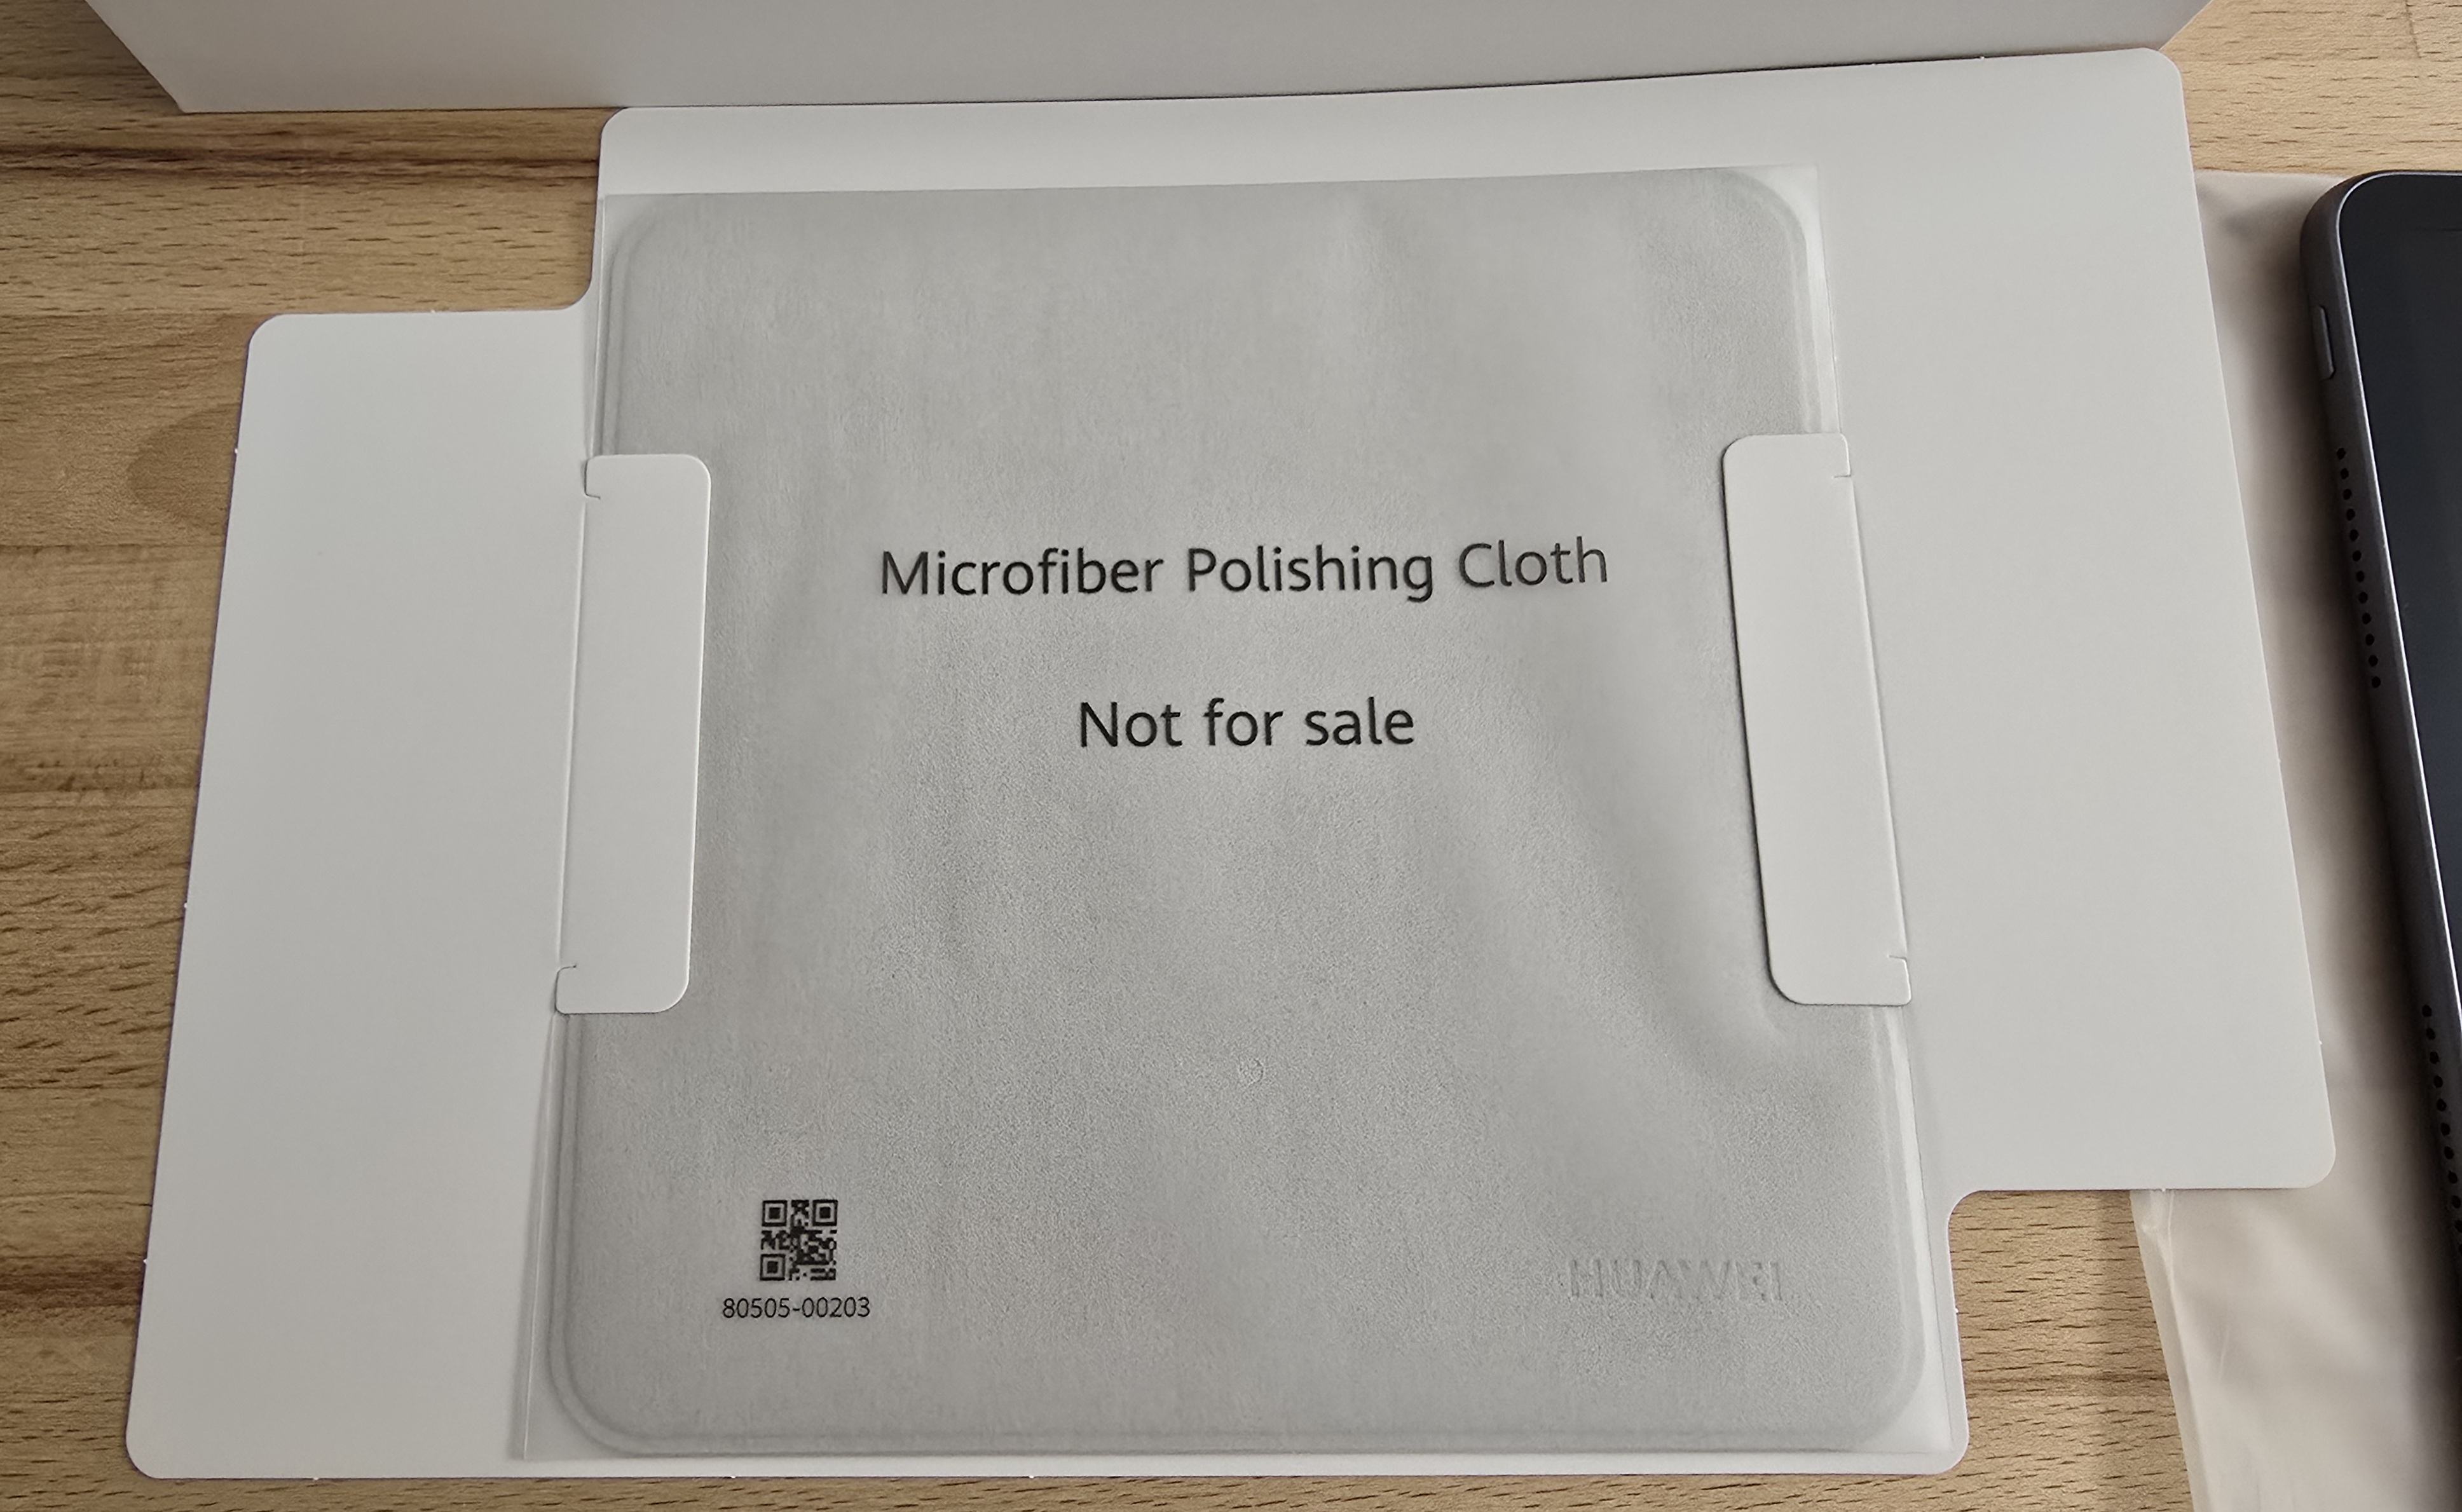 Microfiber Polishing Cloth
Not for sale
80505-00203
HUAWEI